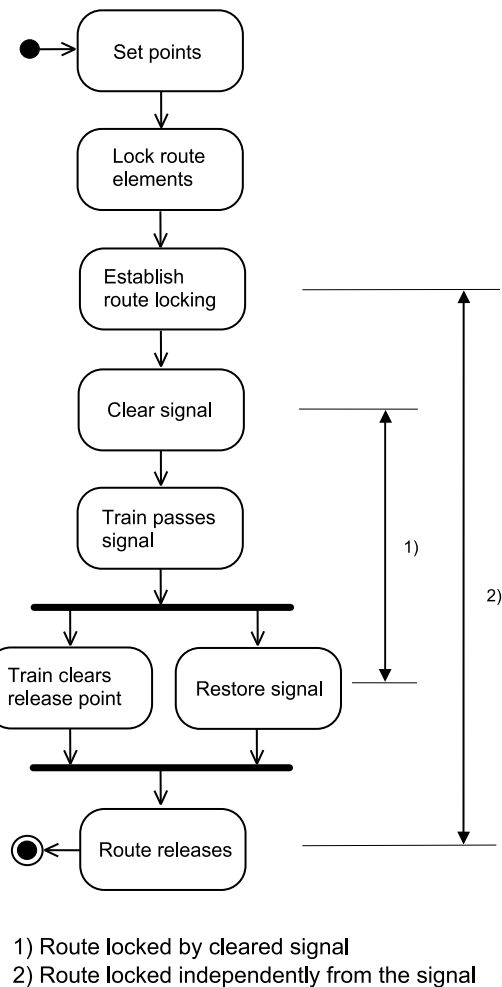 Set points
Lock route
elements
Establish
route locking
Clear signal
Train passes
signal
1)
2)
Train clears
release point
Restore signal
Route releases
1) Route locked by cleared signal
2) Route locked independently from the signal